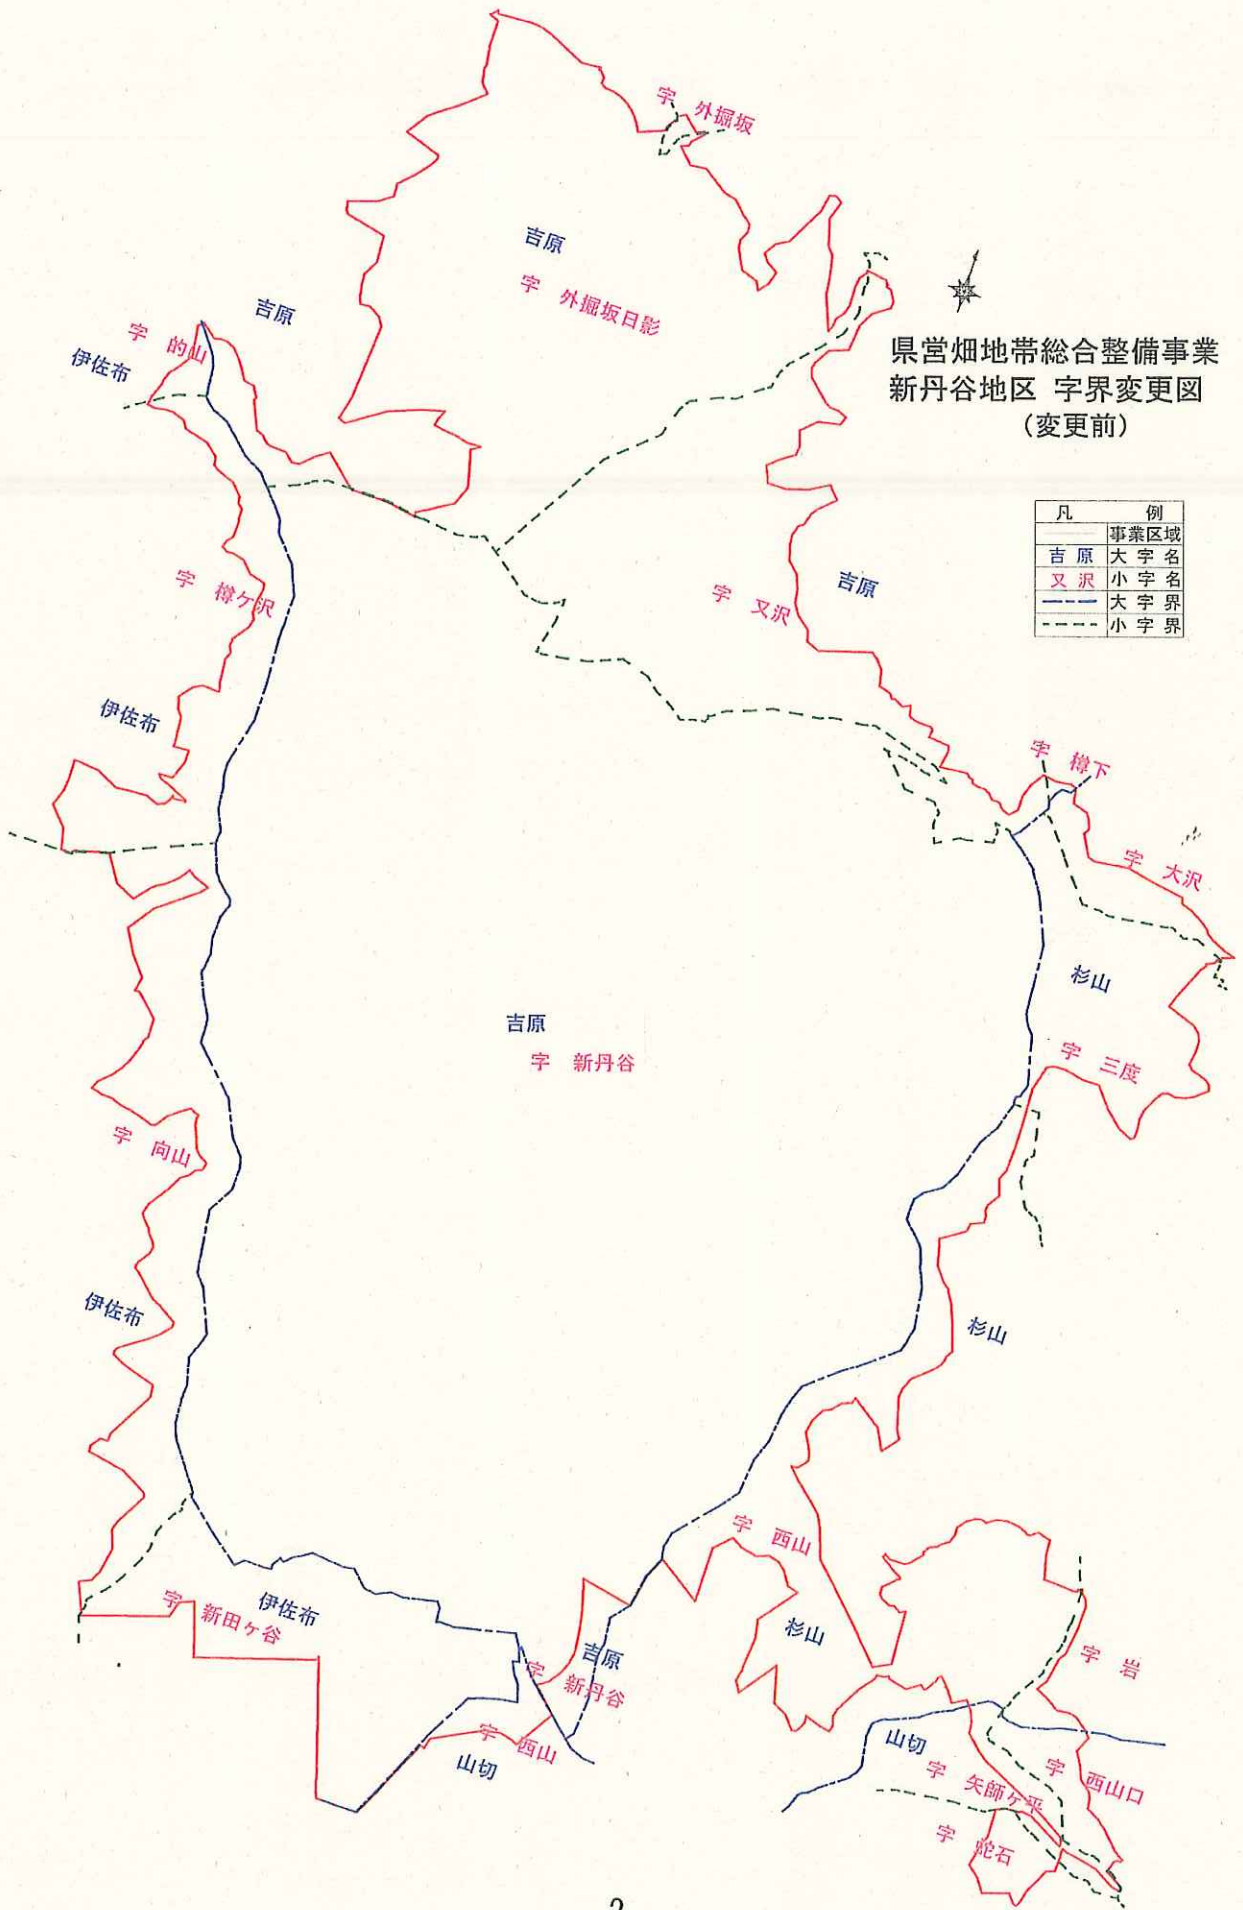 字 外掘坂
吉原
字 外掘坂日影
吉原
字 的山
伊佐布
県営畑地帯総合整備事業
新丹谷地区 字界変更図
(変更前)
凡 例
事業区域
吉原 大字名
又沢 小字名
大字界
小字界
字 樽ケ沢
字 又沢
吉原
伊佐布
字 樽下
字 大沢
杉山
吉原
字 新丹谷
字 三度
字 向山
伊佐布
杉山
字 西山
杉山
字 新田ヶ谷
伊佐布
吉原
字 新丹谷
字 岩
字 西山
山切
山切
字 矢師ヶ平
字 西山口
字 蛇石
2